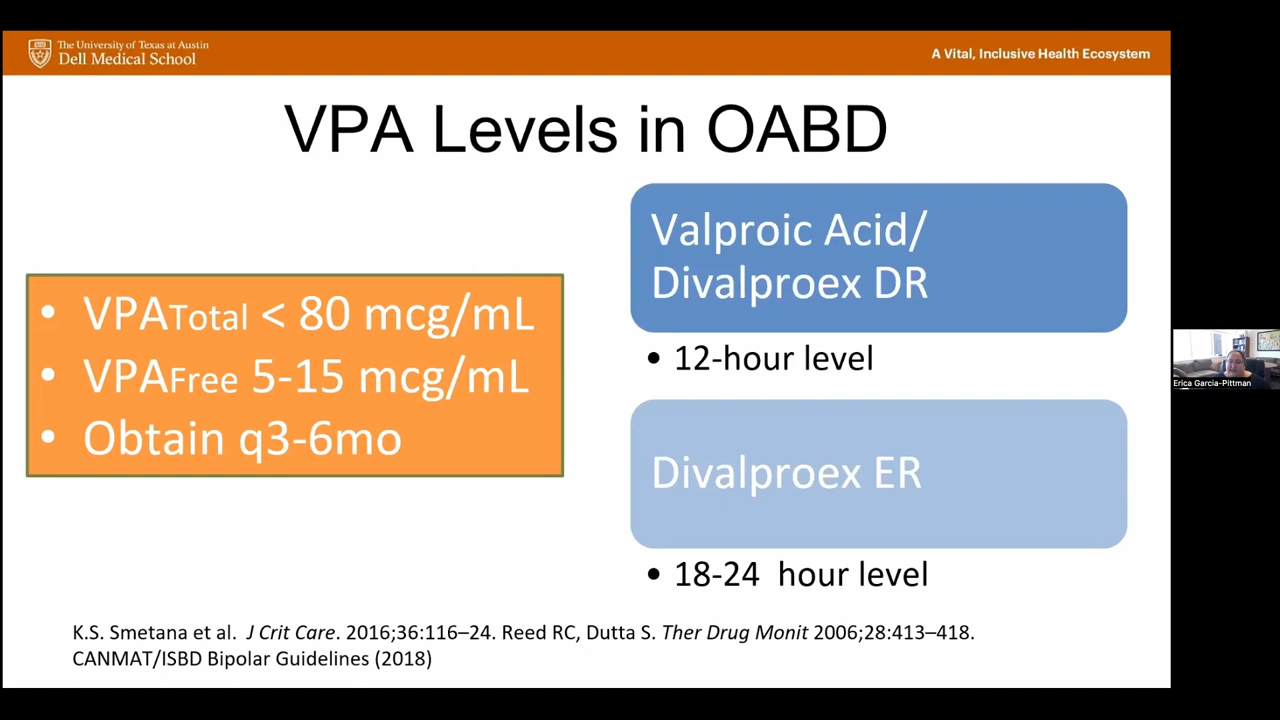 The University of Texas at Austin
Dell Medical School
A Vital, Inclusive Health Ecosystem
VPA Levels in OABD
• VPATotal < 80 mcg/mL
• VPAFree 5-15 mcg/mL
• Obtain q3-6mo
Valproic Acid/
Divalproex DR
• 12-hour level
Divalproex ER
• 18-24 hour level
K.S. Smetana et al. J Crit Care. 2016;36:116–24. Reed RC, Dutta S. Ther Drug Monit 2006;28:413–418.
CANMAT/ISBD Bipolar Guidelines (2018)
Erica Garcia-Pittman